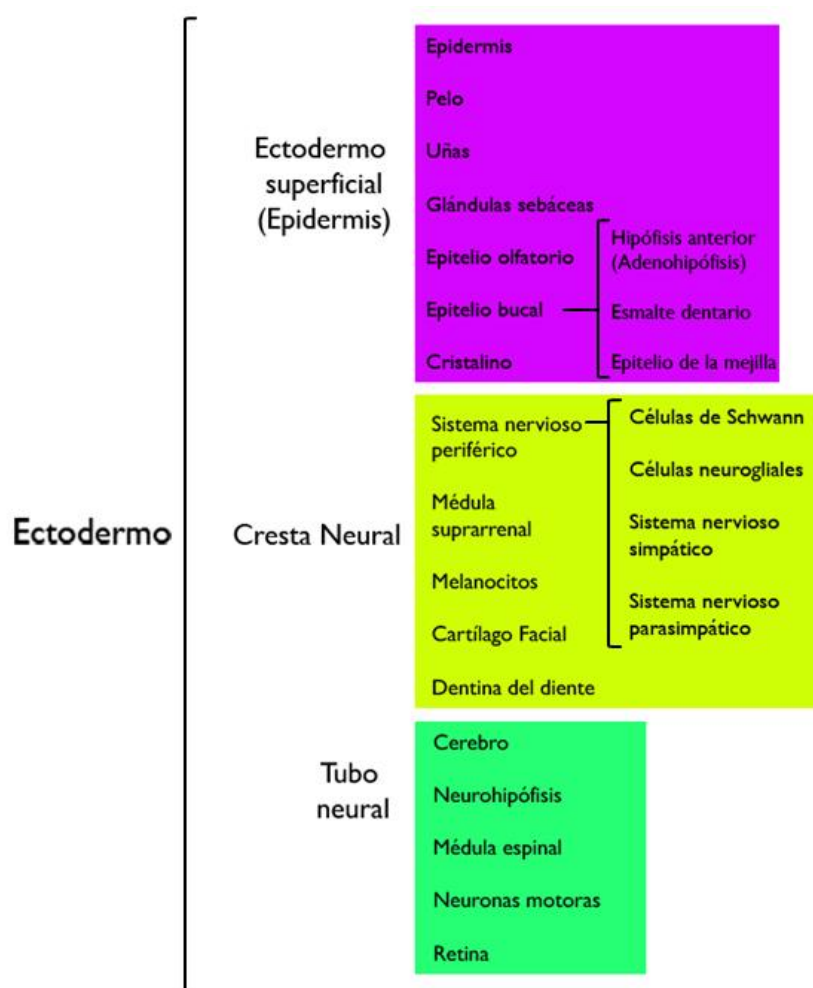 Ectodermo
Ectodermo
superficial
(Epidermis)
Epidermis
Pelo
Uñas
Glándulas sebáceas
Epitelio olfatorio
Epitelio bucal
Hipófisis anterior
(Adenohipófisis)
Esmalte dentario
Epitelio de la mejilla
Cristalino
Cresta Neural
Sistema nervioso
periférico
Células de Schwann
Células neurogliales
Sistema nervioso
simpático
Sistema nervioso
parasimpático
Médula
suprarrenal
Melanocitos
Cartílago Facial
Dentina del diente
Tubo
neural
Cerebro
Neurohipófisis
Médula espinal
Neuronas motoras
Retina